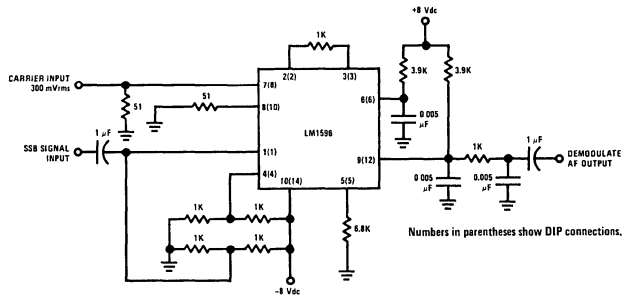 +8 Vdc
1K
2(2)
3(3)
3.9K
3.9K
CARRIER INPUT
300 mVrms
7(8)
51
51
8(10)
6(6)
0.005
µF
LM1596
1 µF
SSB SIGNAL
INPUT
1(1)
9(12)
1K
1 µF
DEMODULATE
AF OUTPUT
4(4)
10(14)
5(5)
0.005
µF
0.005
µF
1K
1K
1K
1K
6.8K
Numbers in parentheses show DIP connections.
-8 Vdc